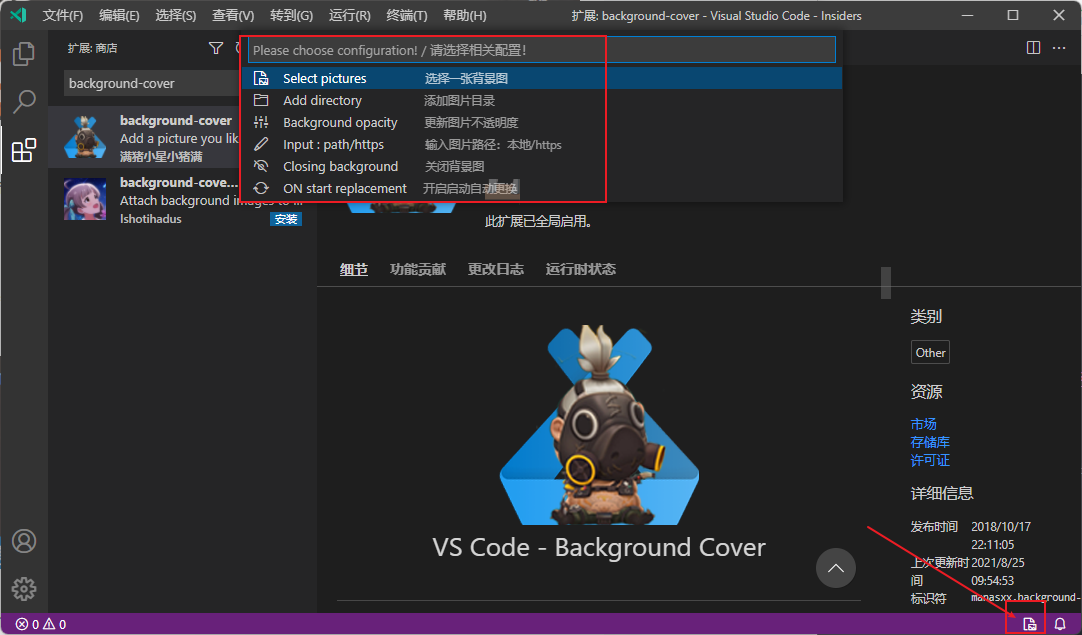 文件(F) 编辑(E) 选择(S) 查看(V) 转到(G) 运行(R) 终端(T) 帮助(H) 扩展: background-cover - Visual Studio Code - Insiders
扩展: 商店
Please choose configuration! / 请选择相关配置!
background-cover
Select pictures 选择一张背景图
Add directory 添加图片目录
Background opacity 更新图片不透明度
Input : path/https 输入图片路径：本地/https
Closing background 关闭背景图
ON start replacement 开启启动自动更换
background-cover
Add a picture you lik
满猪小星小猪满
background-cove...
Attach background images to ...
lshotihadus
安装
此扩展已全局启用。
细节 功能贡献 更改日志 运行时状态
VS Code - Background Cover
类别
Other
资源
市场
存储库
许可证
详细信息
发布时间 2018/10/17
22:11:05
上次更新时间 2021/8/25
09:54:53
标识符 manasxx.background-
0 0